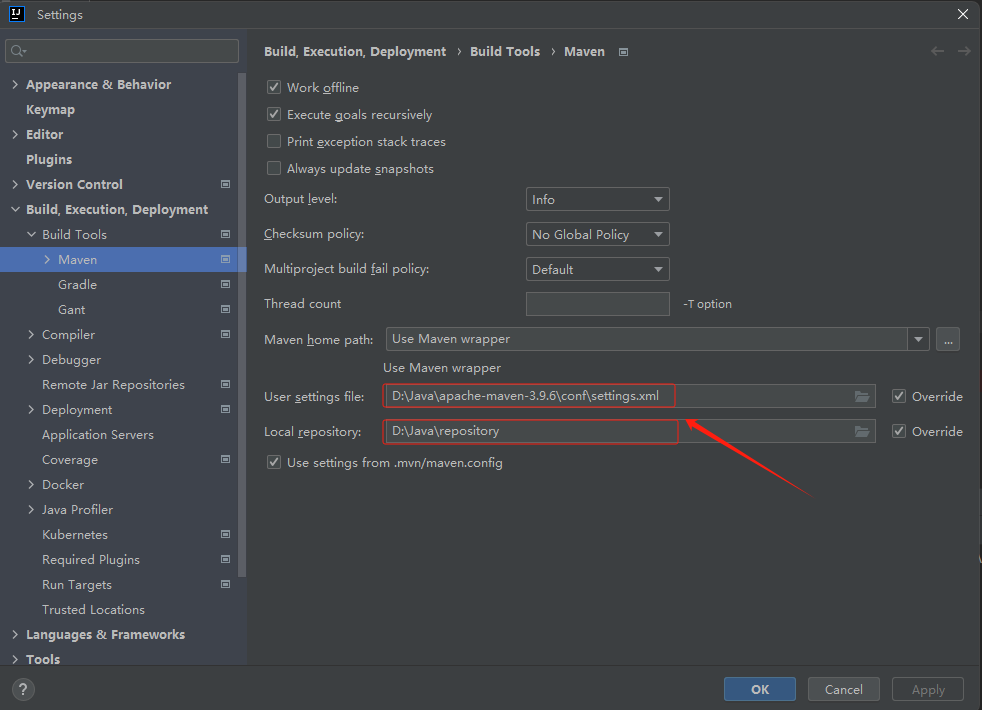 IJ Settings
Build, Execution, Deployment › Build Tools › Maven
Appearance & Behavior
Keymap
Editor
Plugins
Version Control
Build, Execution, Deployment
Build Tools
Maven
Gradle
Gant
Compiler
Debugger
Remote Jar Repositories
Deployment
Application Servers
Coverage
Docker
Java Profiler
Kubernetes
Required Plugins
Run Targets
Trusted Locations
Languages & Frameworks
Tools
Work offline
Execute goals recursively
Print exception stack traces
Always update snapshots
Output level: Info
Checksum policy: No Global Policy
Multiproject build fail policy: Default
Thread count -T option
Maven home path: Use Maven wrapper ...
Use Maven wrapper
User settings file: D:\Java\apache-maven-3.9.6\conf\settings.xml Override
Local repository: D:\Java\repository Override
Use settings from .mvn/maven.config
? OK Cancel Apply